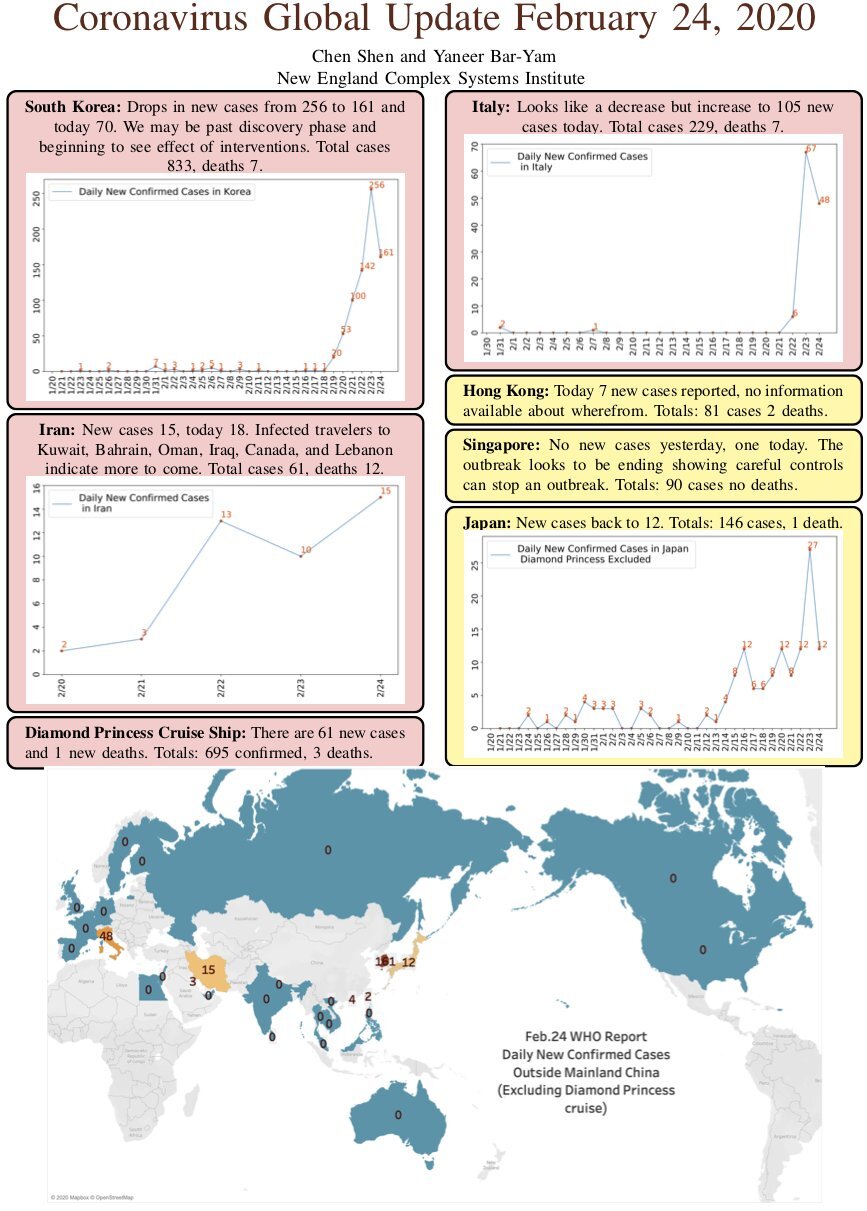 Coronavirus Global Update February 24, 2020
Chen Shen and Yaneer Bar-Yam
New England Complex Systems Institute
South Korea: Drops in new cases from 256 to 161 and
today 70. We may be past discovery phase and
beginning to see effect of interventions. Total cases
833, deaths 7.
Daily New Confirmed Cases in Korea
250
200
150
100
50
0
256
161
142
100
53
20
1/20 1/21 1/22 1/23 1/24 1/25 1/26 1/27 1/28 1/29 1/30 1/31 2/1 2/2 2/3 2/4 2/5 2/6 2/7 2/8 2/9 2/10 2/11 2/12 2/13 2/14 2/15 2/16 2/17 2/18 2/19 2/20 2/21 2/22 2/23 2/24
Iran: New cases 15, today 18. Infected travelers to
Kuwait, Bahrain, Oman, Iraq, Canada, and Lebanon
indicate more to come. Total cases 61, deaths 12.
Daily New Confirmed Cases
in Iran
16
14
12
10
8
6
4
2
0
2 3 13 10 15
2/20 2/21 2/22 2/23 2/24
Diamond Princess Cruise Ship: There are 61 new cases
and 1 new deaths. Totals: 695 confirmed, 3 deaths.
Italy: Looks like a decrease but increase to 105 new
cases today. Total cases 229, deaths 7.
Daily New Confirmed Cases
in Italy
70
60
50
40
30
20
10
0
2 1 6 67 48
1/30 1/31 2/1 2/2 2/3 2/4 2/5 2/6 2/7 2/8 2/9 2/10 2/11 2/12 2/13 2/14 2/15 2/16 2/17 2/18 2/19 2/20 2/21 2/22 2/23 2/24
Hong Kong: Today 7 new cases reported, no information
available about wherefrom. Totals: 81 cases 2 deaths.
Singapore: No new cases yesterday, one today. The
outbreak looks to be ending showing careful controls
can stop an outbreak. Totals: 90 cases no deaths.
Japan: New cases back to 12. Totals: 146 cases, 1 death.
Daily New Confirmed Cases in Japan
Diamond Princess Excluded
25
20
15
10
5
0
2 1 2 1 4 3 3 3 3 2 1 2 1 4 8 12 6 6 8 12 8 12 27 12
1/20 1/21 1/22 1/23 1/24 1/25 1/26 1/27 1/28 1/29 1/30 1/31 2/1 2/2 2/3 2/4 2/5 2/6 2/7 2/8 2/9 2/10 2/11 2/12 2/13 2/14 2/15 2/16 2/17 2/18 2/19 2/20 2/21 2/22 2/23 2/24
0 0 0
0 0 0 0 48
15 3 0 0 0
0 0 0 0
161 12 4 2
0 0 0 0 0
0 0
0
China
Mongolia
Kazakhstan
Turkey
Algeria
Libya
Sudan
Mexico
Peru
Argentina
Feb.24 WHO Report
Daily New Confirmed Cases
Outside Mainland China
(Excluding Diamond Princess
cruise)
© 2020 Mapbox © OpenStreetMap